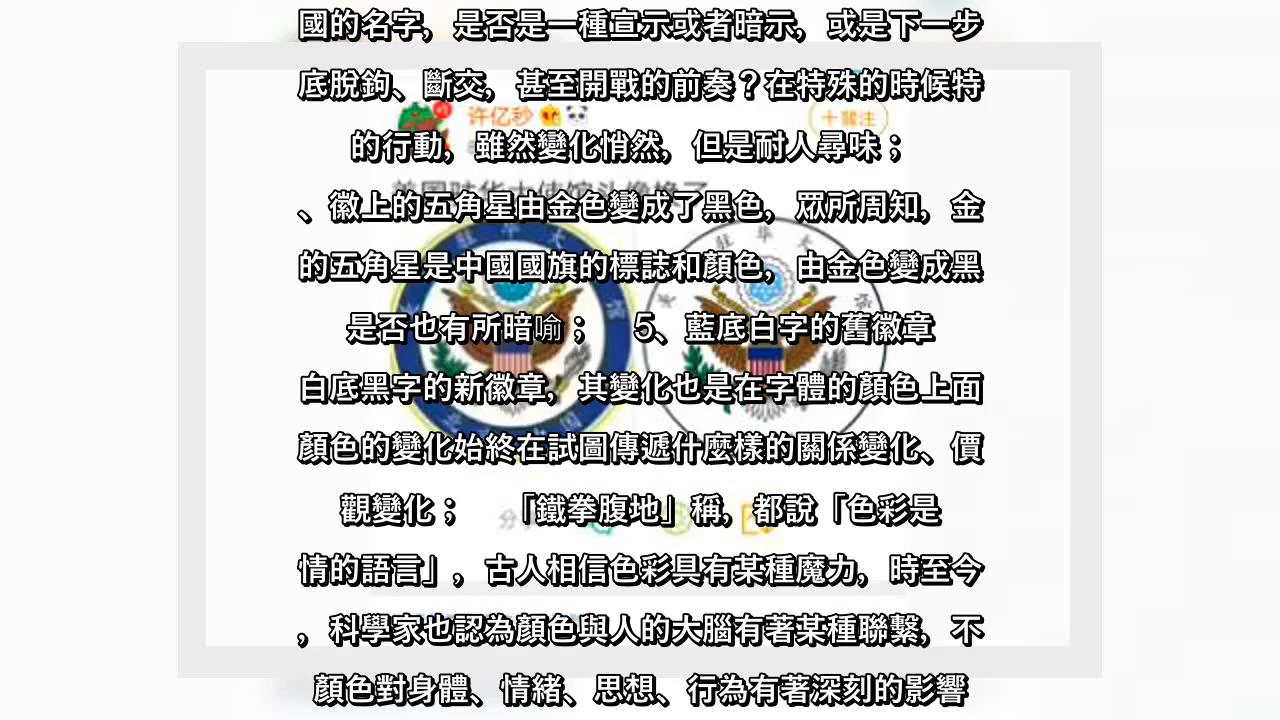 國的名字，是否是一種宣示或者暗示，或是下一步
底脫鉤、斷交，甚至開戰的前奏？在特殊的時候特
许亿秒
＋關注
的行動，雖然變化悄然，但是耐人尋味；
、徽上的五角星由金色變成了黑色，眾所周知，金
的五角星是中國國旗的標誌和顏色，由金色變成黑
是否也有所暗喻； 5、藍底白字的舊徽章
白底黑字的新徽章，其變化也是在字體的顏色上面
顏色的變化始終在試圖傳遞什麼樣的關係變化、價
觀變化； 「鐵拳腹地」稱，都說「色彩是
情的語言」，古人相信色彩具有某種魔力，時至今
，科學家也認為顏色與人的大腦有著某種聯繫，不
顏色對身體、情緒、思想、行為有著深刻的影響